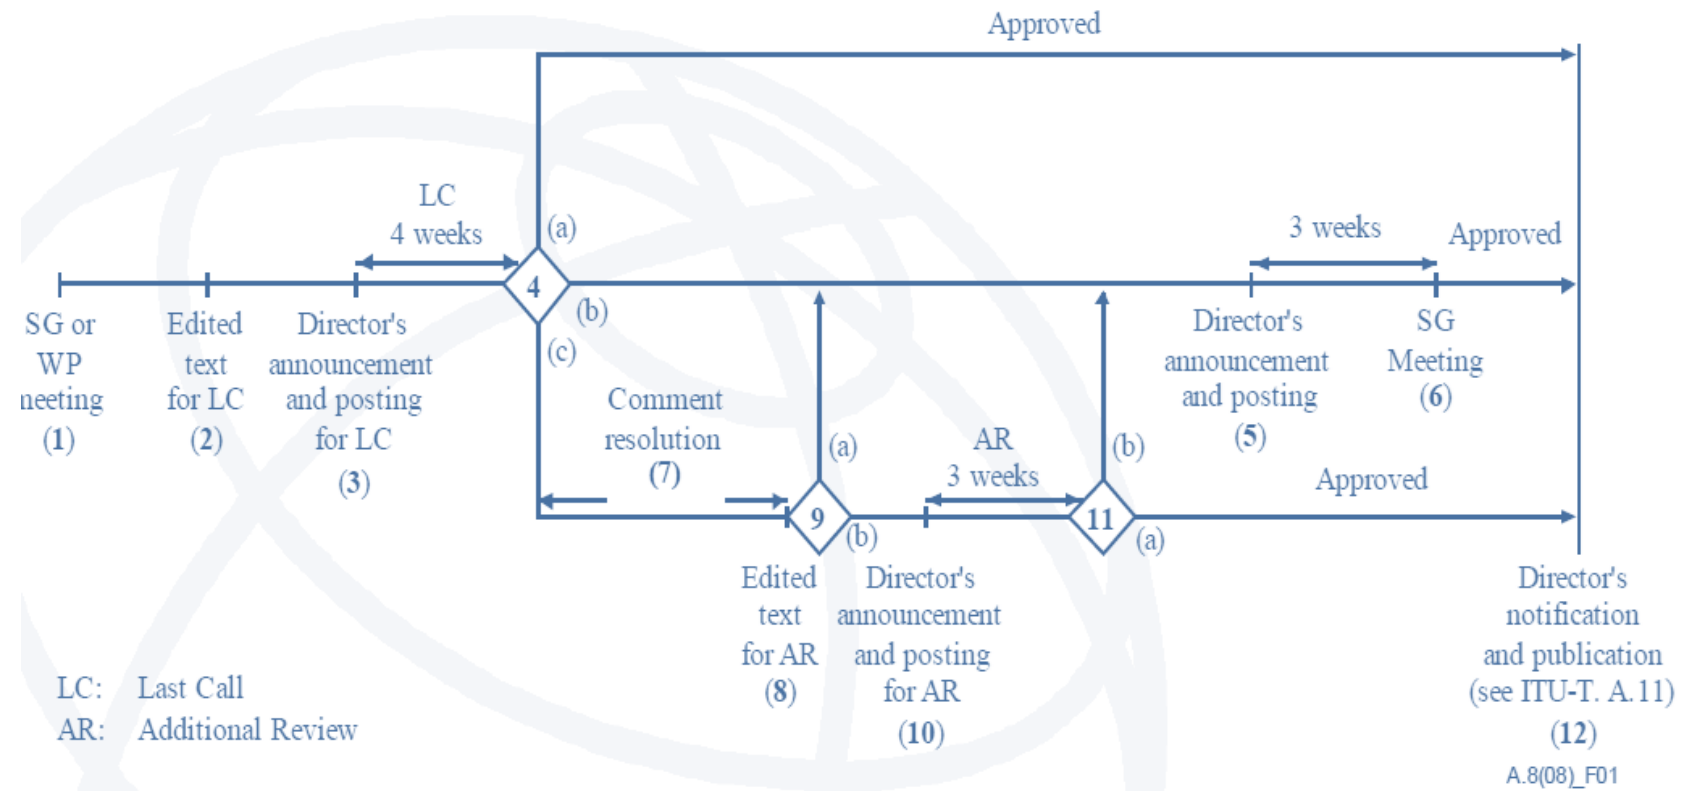 Approved
LC
4 weeks
(a)
4
(b)
(c)
3 weeks
Approved
SG or
WP
neeting
(1)
Edited
text
for LC
(2)
Director's
announcement
and posting
for LC
(3)
Director's
announcement
and posting
(5)
SG
Meeting
(6)
Comment
resolution
(7)
(a)
9
(b)
AR
3 weeks
(b)
11
(a)
Approved
Edited
text
for AR
(8)
Director's
announcement
and posting
for AR
(10)
Director's
notification
and publication
(see ITU-T. A.11)
(12)
LC: Last Call
AR: Additional Review
A.8(08)_F01